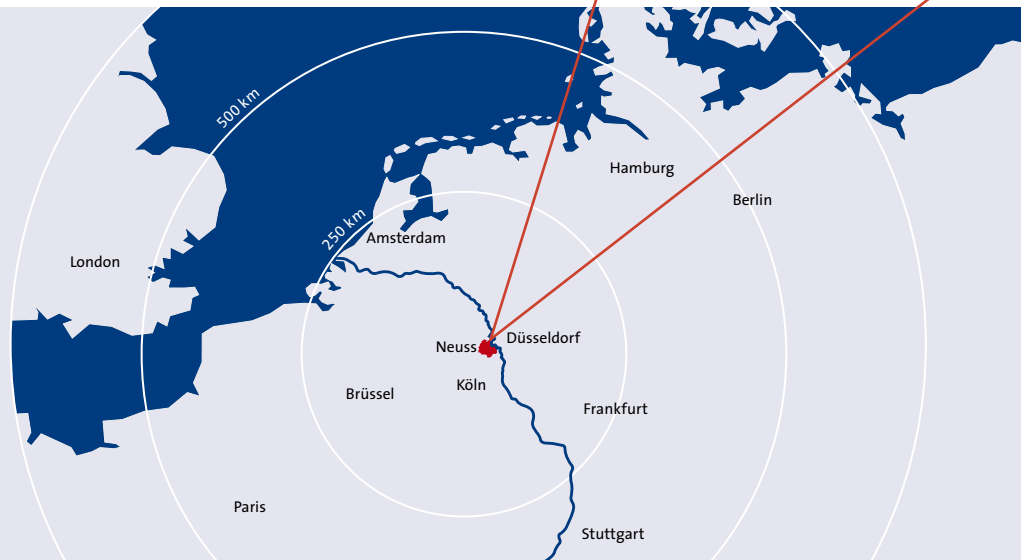 500 km
Hamburg
Berlin
250 km
Amsterdam
London
Düsseldorf
Neuss
Köln
Brüssel
Frankfurt
Paris
Stuttgart